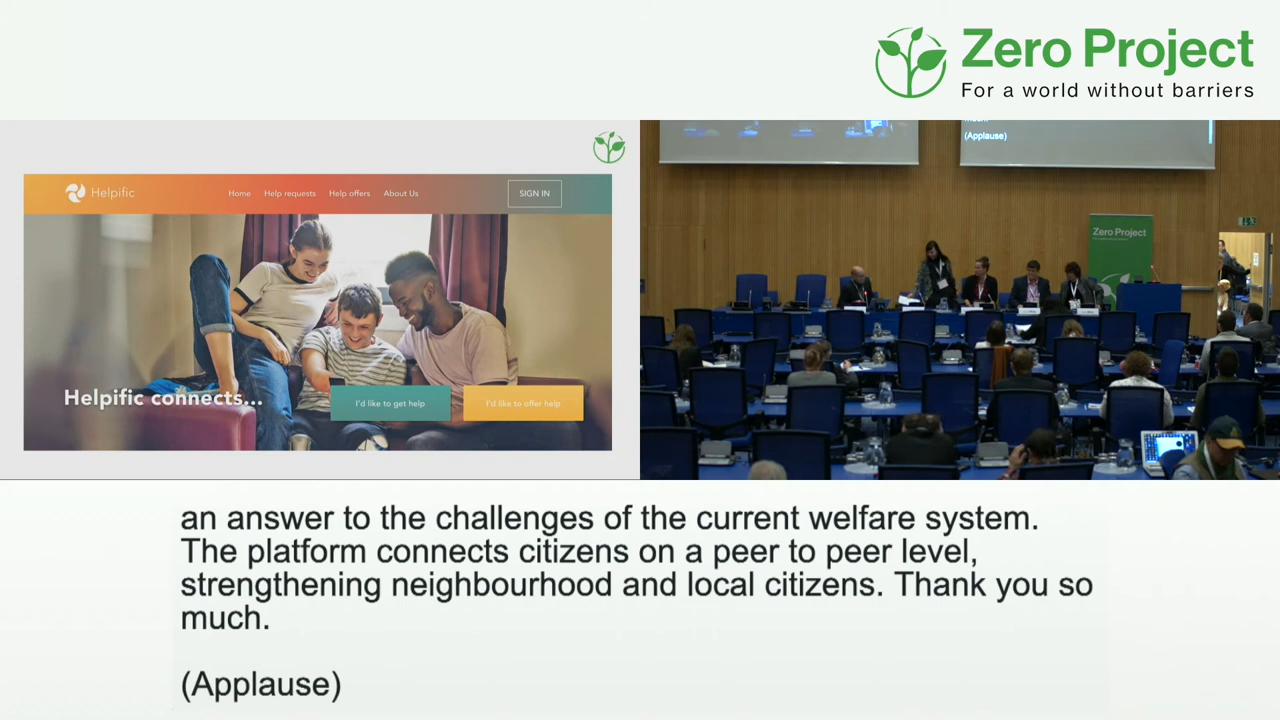 Zero Project
For a world without barriers
Helpific
Home
Help requests
Help offers
About Us
SIGN IN
Helpific connects...
I'd like to get help
I'd like to offer help
(Applause)
Zero Project
an answer to the challenges of the current welfare system.
The platform connects citizens on a peer to peer level,
strengthening neighbourhood and local citizens. Thank you so
much.
(Applause)